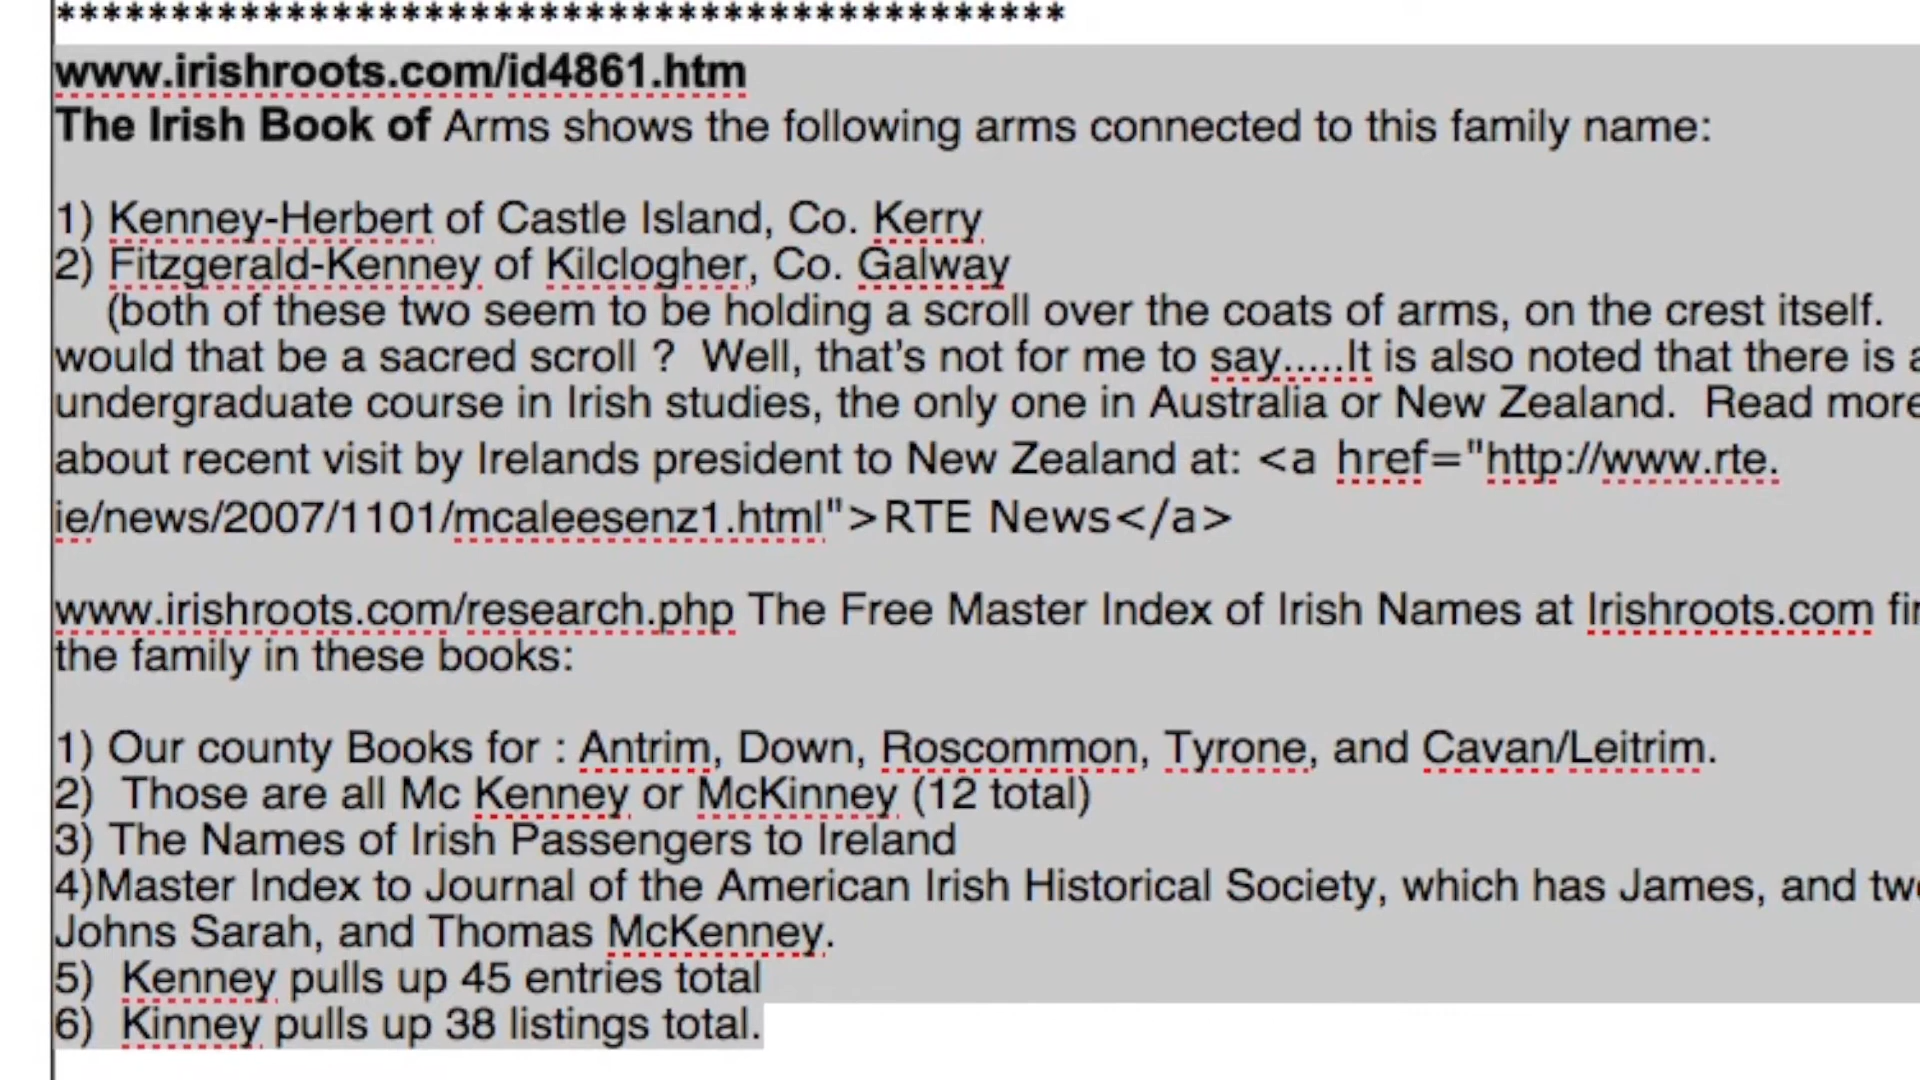 ********************************************
www.irishroots.com/id4861.htm
The Irish Book of Arms shows the following arms connected to this family name:
1) Kenney-Herbert of Castle Island, Co. Kerry
2) Fitzgerald-Kenney of Kilclogher, Co. Galway
(both of these two seem to be holding a scroll over the coats of arms, on the crest itself.
would that be a sacred scroll ?  Well, that's not for me to say.....It is also noted that there is
undergraduate course in Irish studies, the only one in Australia or New Zealand.  Read more
about recent visit by Irelands president to New Zealand at: <a href="http://www.rte.
ie/news/2007/1101/mcaleesenz1.html">RTE News</a>
www.irishroots.com/research.php The Free Master Index of Irish Names at Irishroots.com
the family in these books:
1) Our county Books for : Antrim, Down, Roscommon, Tyrone, and Cavan/Leitrim.
2)  Those are all Mc Kenney or McKinney (12 total)
3) The Names of Irish Passengers to Ireland
4)Master Index to Journal of the American Irish Historical Society, which has James, and two
Johns Sarah, and Thomas McKenney.
5)  Kenney pulls up 45 entries total
6)  Kinney pulls up 38 listings total.